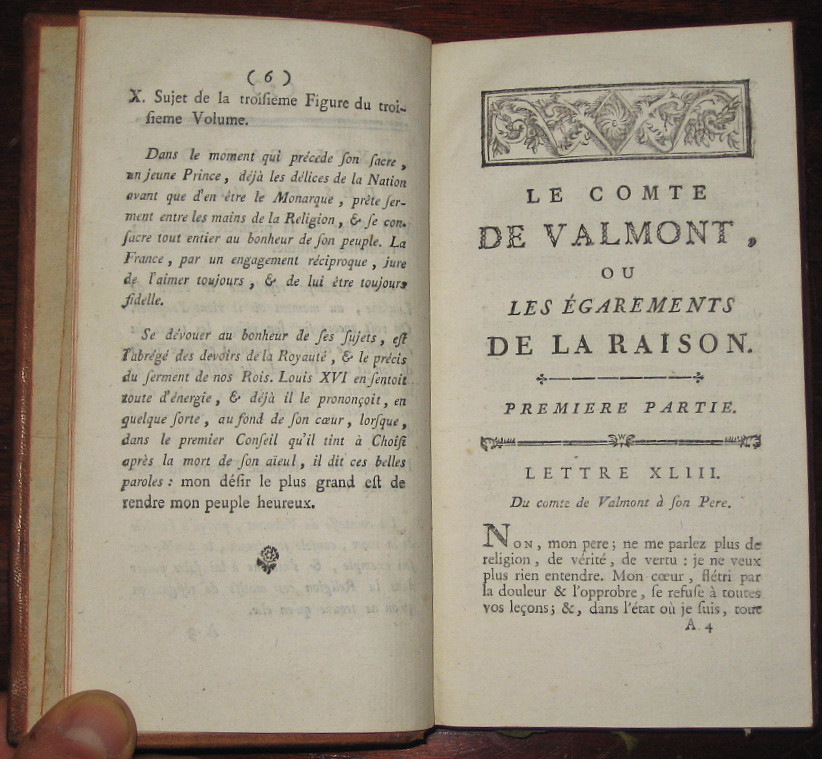 ( 6 )
X. Sujet de la troiſieme Figure du troi-
ſieme Volume.
Dans le moment qui précede ſon ſacre,
un jeune Prince, déjà les délices de la Nation
avant que d'en être le Monarque, prête ſer-
ment entre les mains de la Religion, & ſe con-
ſacre tout entier au bonheur de ſon peuple. La
France, par un engagement réciproque, jure
de l'aimer toujours, & de lui être toujours
fidelle.
Se dévouer au bonheur de ſes ſujets, eſt
l'abrégé des devoirs de la Royauté, & le précis
du ſerment de nos Rois. Louis XVI en ſentoit
toute d'énergie, & déjà il le prononçoit, en
quelque ſorte, au fond de ſon cœur, lorſque,
dans le premier Conſeil qu'il tint à Choiſi
après la mort de ſon aïeul, il dit ces belles
paroles : mon déſir le plus grand eſt de
rendre mon peuple heureux.
LE COMTE
DE VALMONT,
OU
LES ÉGAREMENTS
DE LA RAISON.
PREMIERE PARTIE.
LETTRE XLIII.
Du comte de Valmont à ſon Pere.
NON, mon pere; ne me parlez plus de
religion, de vérité, de vertu : je ne veux
plus rien entendre. Mon cœur, flétri par
la douleur & l'opprobre, ſe refuſe à toutes
vos leçons; &, dans l'état où je ſuis, tout
A 4